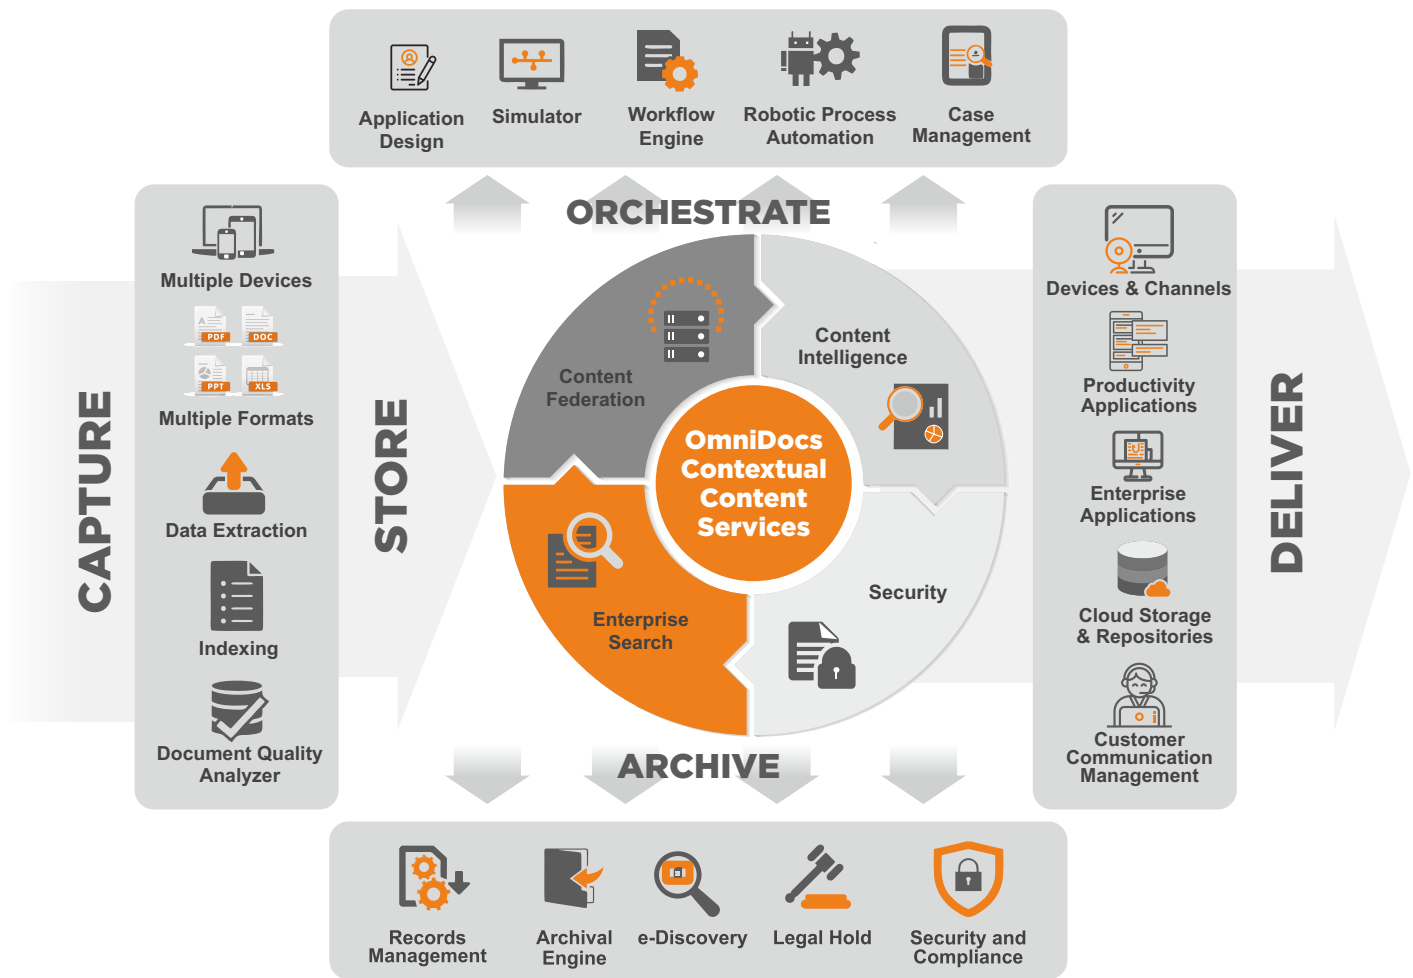 Application
Design
Simulator
Workflow
Engine
Robotic Process
Automation
Case
Management
ORCHESTRATE
CAPTURE
Multiple Devices
PDF
DOC
PPT
XLS
Multiple Formats
Data Extraction
Indexing
Document Quality
Analyzer
STORE
Content
Federation
Content
Intelligence
OmniDocs
Contextual
Content
Services
Enterprise
Search
Security
Devices & Channels
Productivity
Applications
Enterprise
Applications
Cloud Storage
& Repositories
Customer
Communication
Management
DELIVER
ARCHIVE
Records
Management
Archival
Engine
e-Discovery
Legal Hold
Security and
Compliance